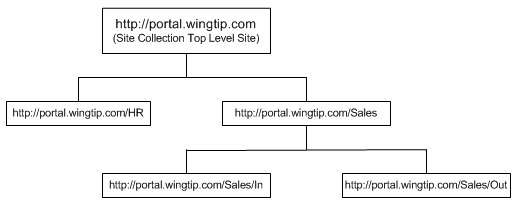 http://portal.wingtip.com
(Site Collection Top Level Site)
http://portal.wingtip.com/HR
http://portal.wingtip.com/Sales
http://portal.wingtip.com/Sales/In
http://portal.wingtip.com/Sales/Out